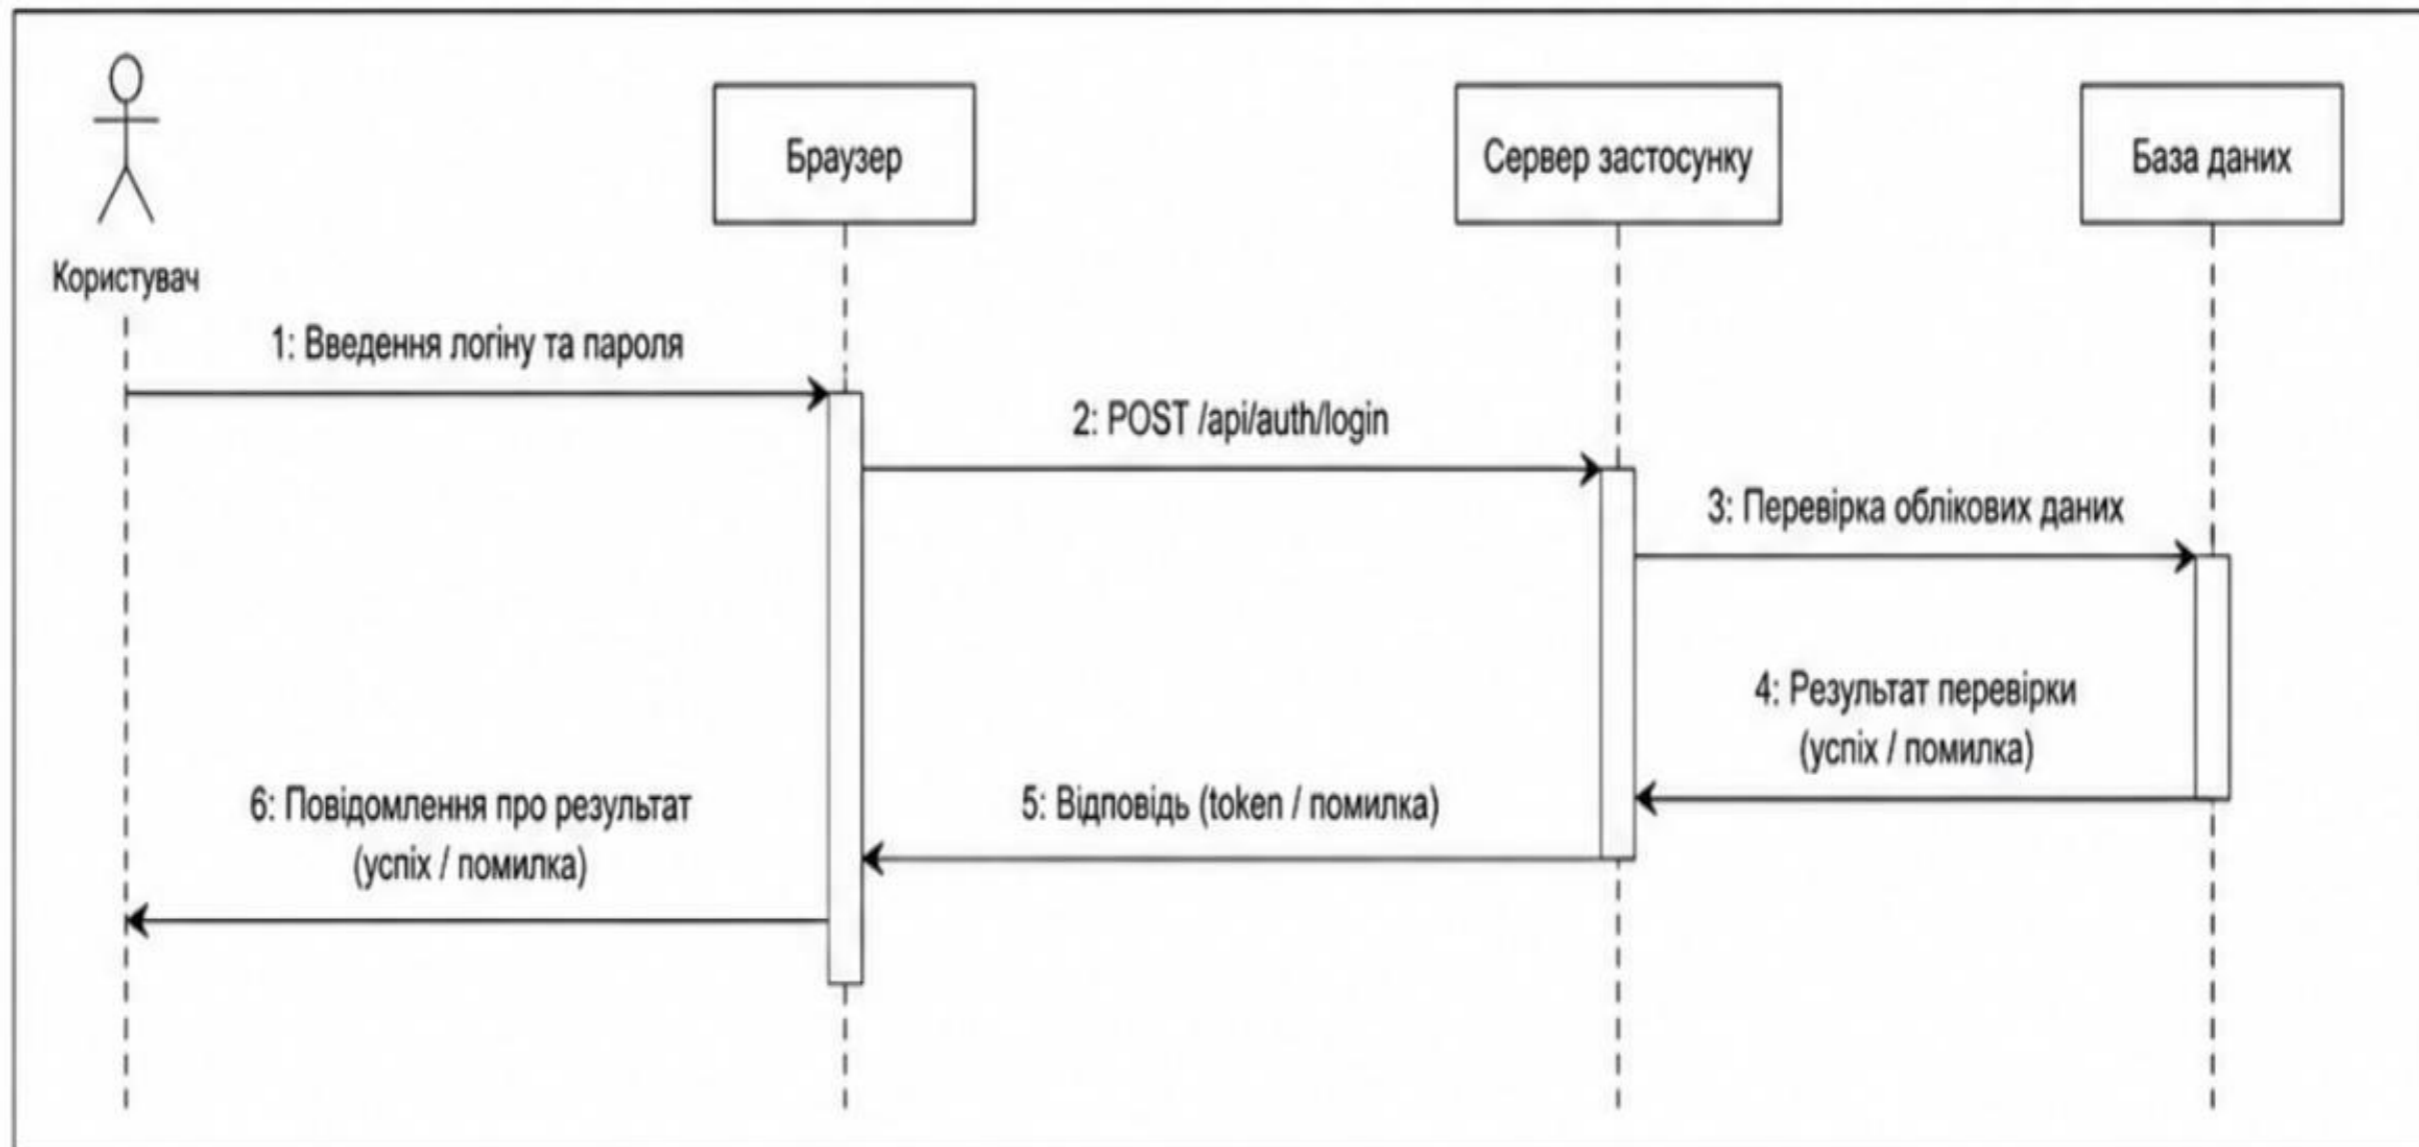 Браузер
Сервер застосунку
База даних
Користувач
1: Введення логіну та пароля
2: POST /api/auth/login
3: Перевірка облікових даних
4: Результат перевірки
(успіх / помилка)
5: Відповідь (token / помилка)
6: Повідомлення про результат
(успіх / помилка)